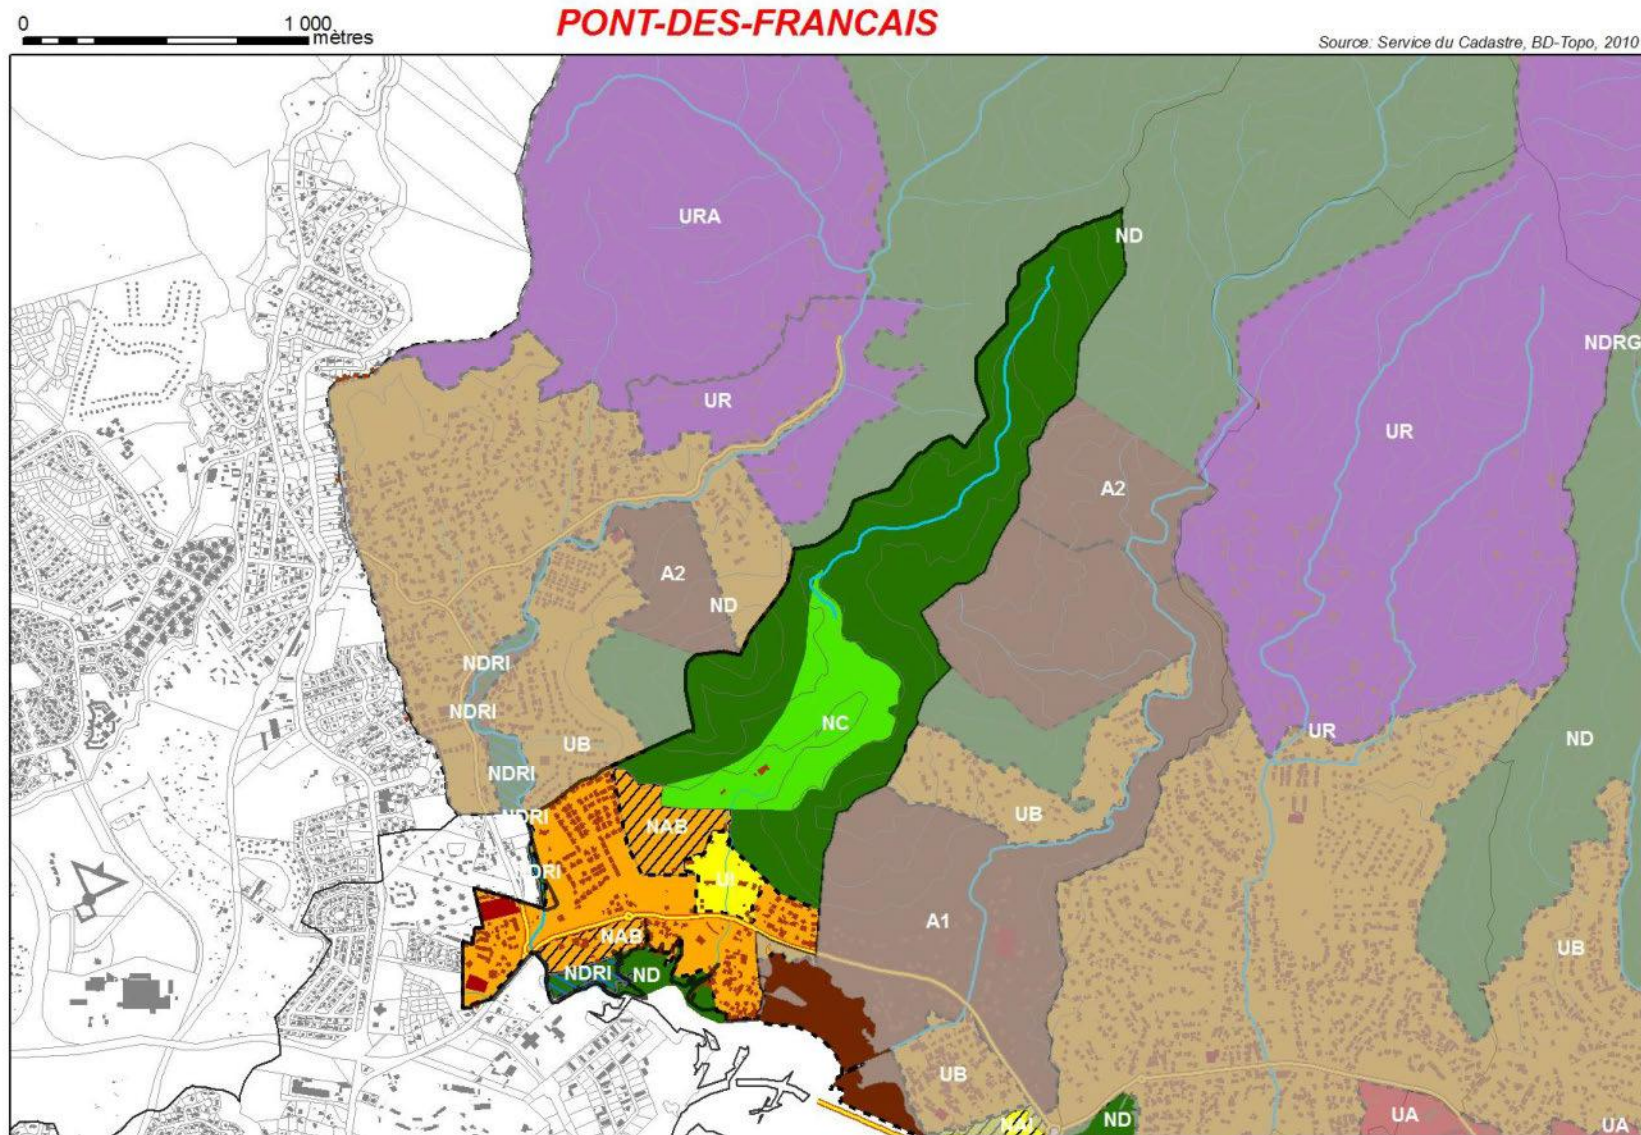 PONT-DES-FRANCAIS
0 1 000
mètres
Source: Service du Cadastre, BD-Topo, 2010
URA
ND
NDRG
UR
UR
A2
A2
ND
NDRI
NDRI
NC
UR
ND
UB
NDRI
NDRI
UB
NAB
NDRI
UI
A1
NAB
UB
NDRI
ND
UB
ND
UA
NAI
UA